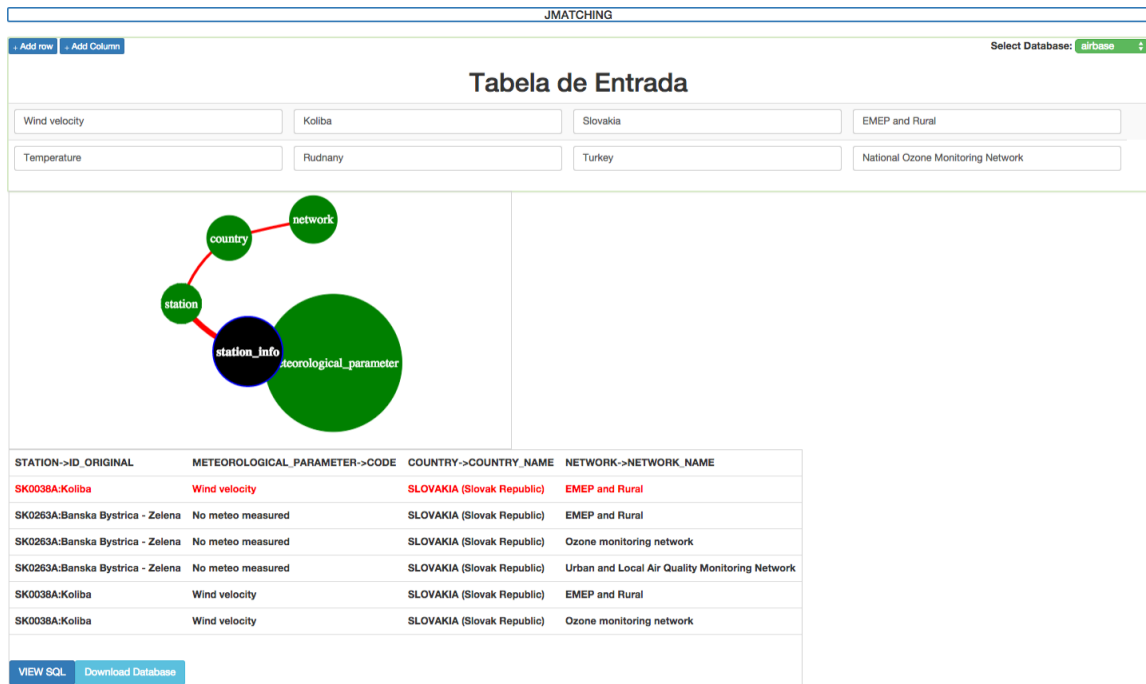 JMATCHING
+ Add row + Add Column Select Database: airbase
Tabela de Entrada
Wind velocity Koliba Slovakia EMEP and Rural
Temperature Rudnany Turkey National Ozone Monitoring Network
network
country
station
station_info
teorological_parameter
STATION->ID_ORIGINAL METEOROLOGICAL_PARAMETER->CODE COUNTRY->COUNTRY_NAME NETWORK->NETWORK_NAME
SK0038A:Koliba Wind velocity SLOVAKIA (Slovak Republic) EMEP and Rural
SK0263A:Banska Bystrica - Zelena No meteo measured SLOVAKIA (Slovak Republic) EMEP and Rural
SK0263A:Banska Bystrica - Zelena No meteo measured SLOVAKIA (Slovak Republic) Ozone monitoring network
SK0263A:Banska Bystrica - Zelena No meteo measured SLOVAKIA (Slovak Republic) Urban and Local Air Quality Monitoring Network
SK0038A:Koliba Wind velocity SLOVAKIA (Slovak Republic) EMEP and Rural
SK0038A:Koliba Wind velocity SLOVAKIA (Slovak Republic) Ozone monitoring network
VIEW SQL Download Database